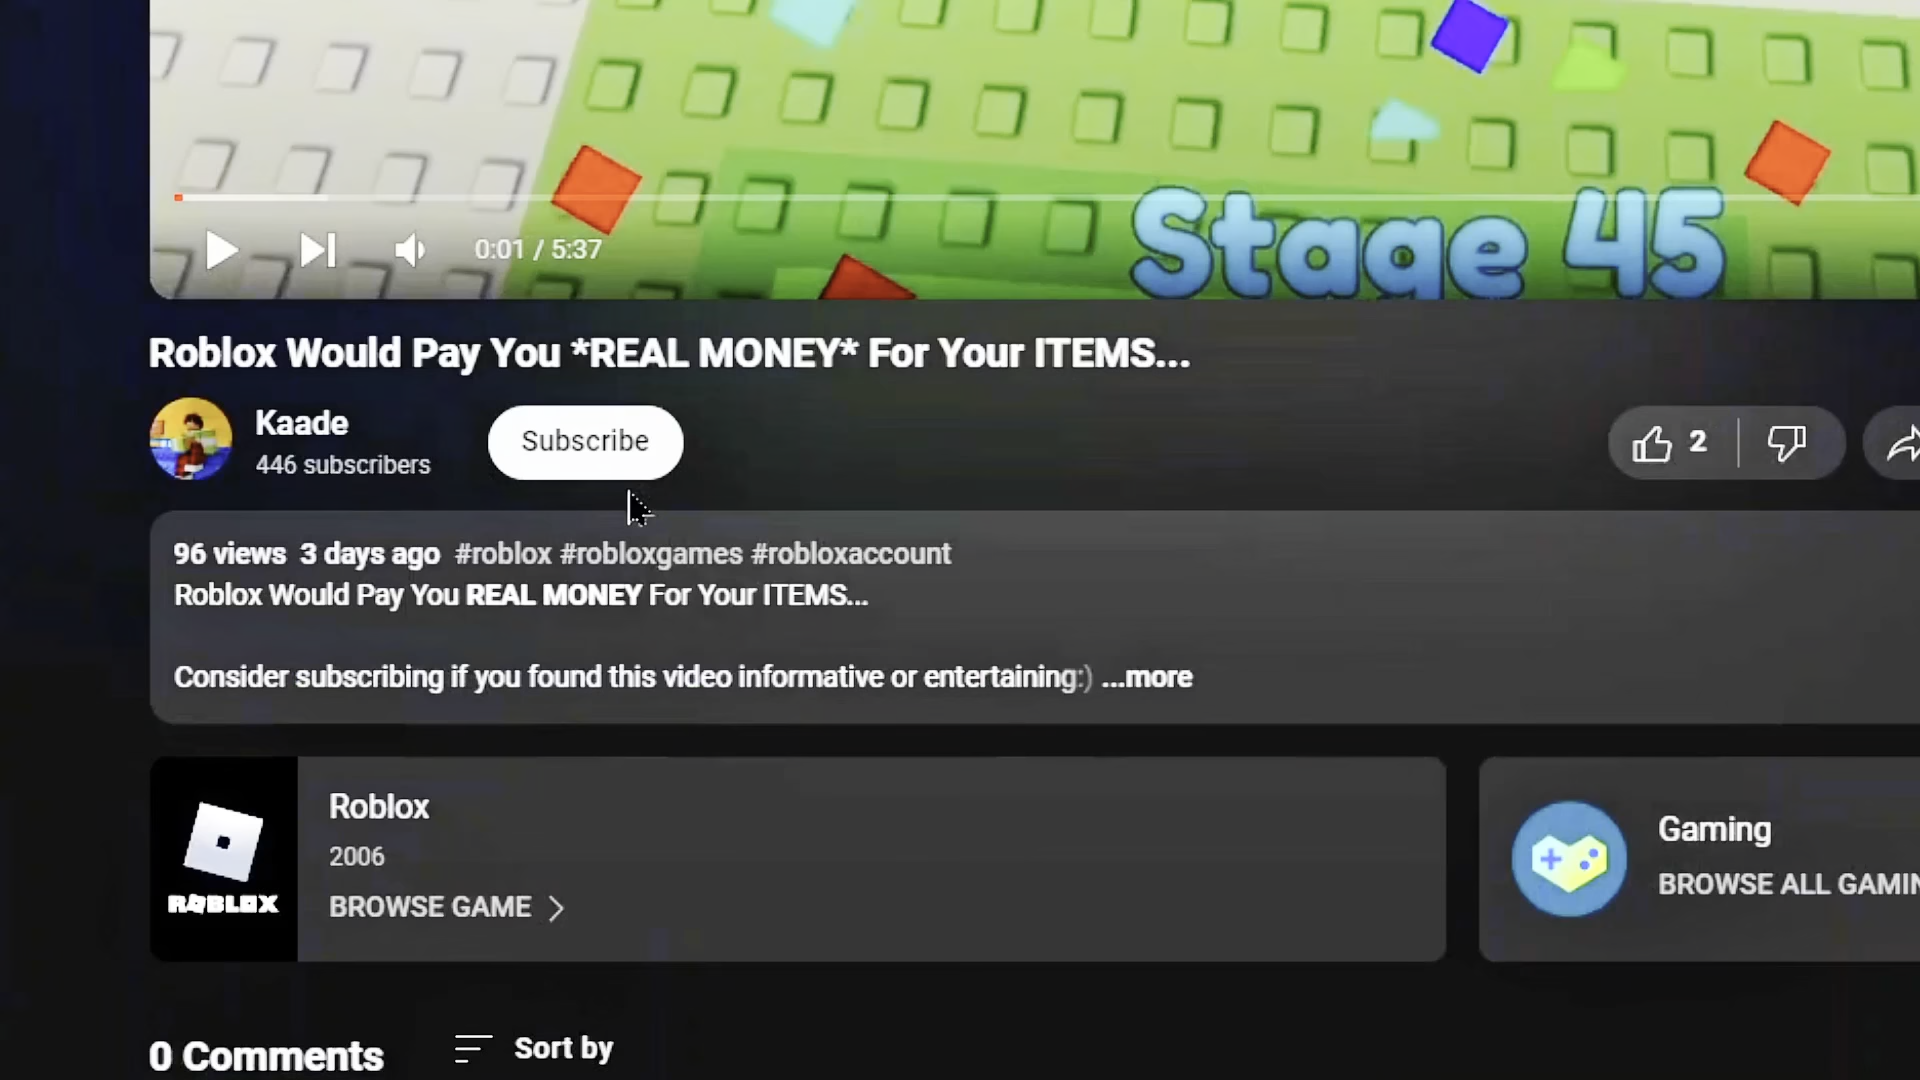 Stage 45
0:01 / 5:37
Roblox Would Pay You *REAL MONEY* For Your ITEMS...
Kaade
446 subscribers
Subscribe
2
96 views 3 days ago #roblox #robloxgames #robloxaccount
Roblox Would Pay You REAL MONEY For Your ITEMS...
Consider subscribing if you found this video informative or entertaining:) ...more
ROBLOX
Roblox
2006
BROWSE GAME
Gaming
BROWSE ALL GAMIN
0 Comments
Sort by